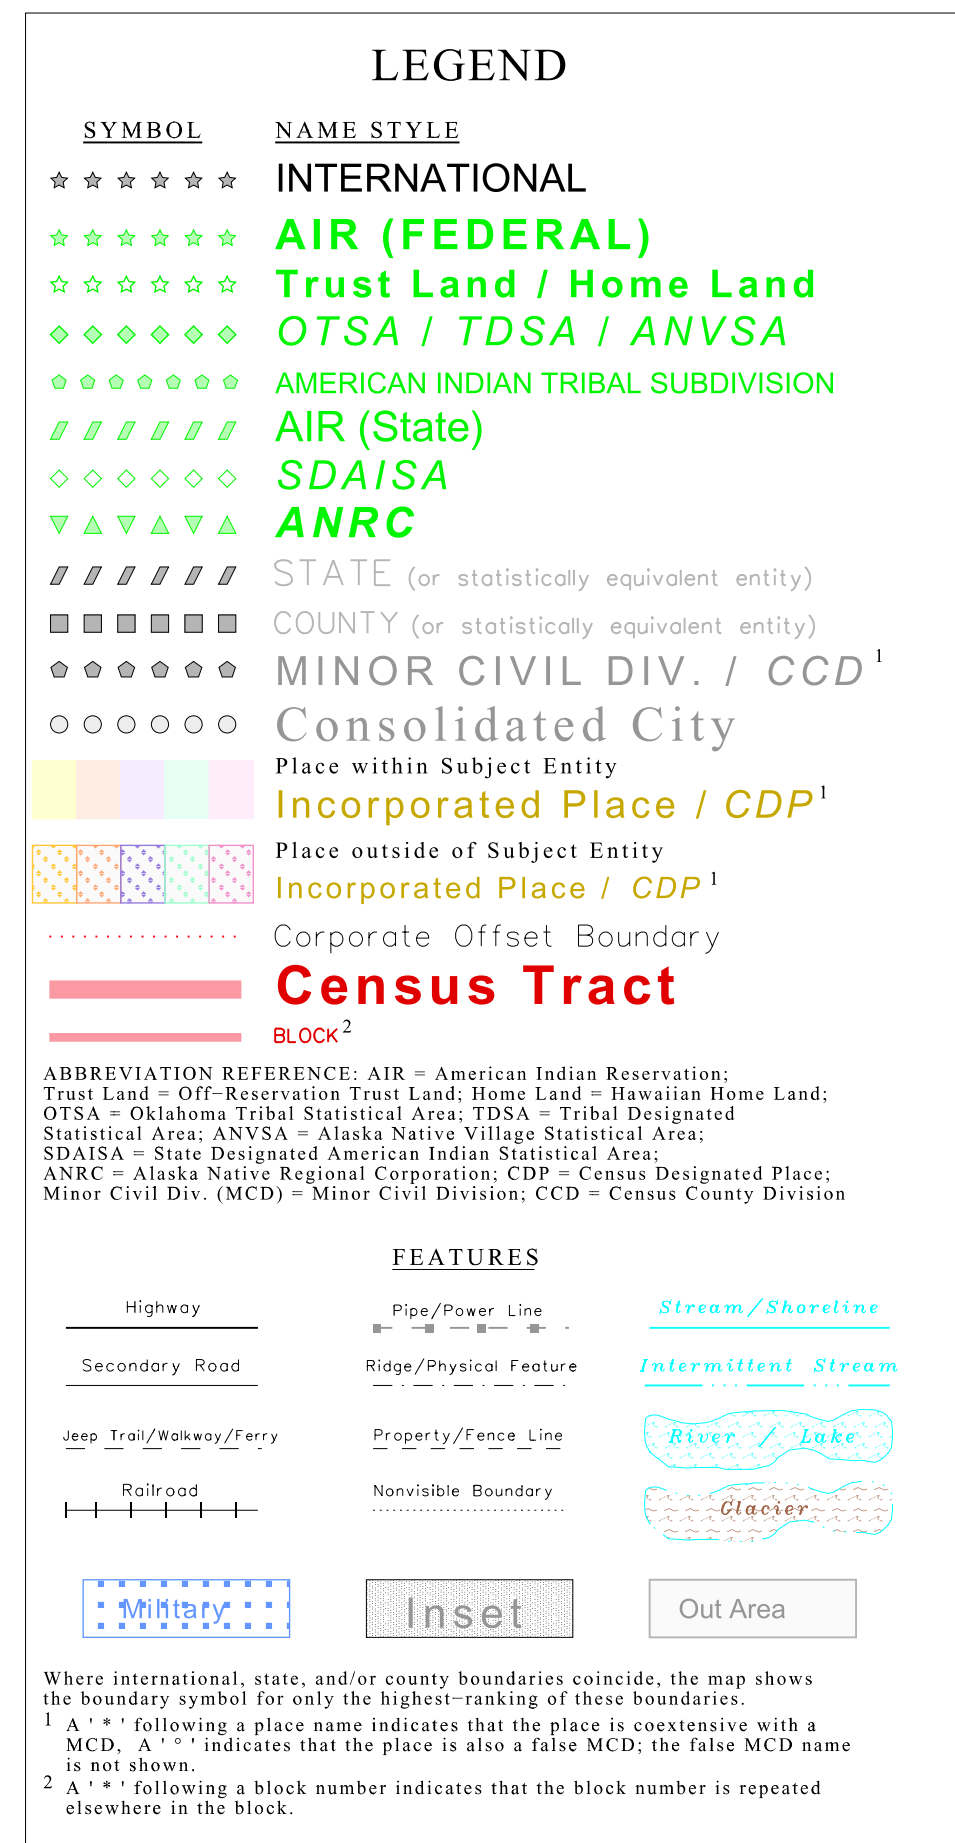 LEGEND
SYMBOL NAME STYLE
INTERNATIONAL
AIR (FEDERAL)
Trust Land / Home Land
OTSA / TDSA / ANVSA
AMERICAN INDIAN TRIBAL SUBDIVISION
AIR (State)
SDAISA
ANRC
STATE (or statistically equivalent entity)
COUNTY (or statistically equivalent entity)
MINOR CIVIL DIV. / CCD 1
Consolidated City
Place within Subject Entity
Incorporated Place / CDP 1
Place outside of Subject Entity
Incorporated Place / CDP 1
Corporate Offset Boundary
Census Tract
BLOCK 2
ABBREVIATION REFERENCE: AIR = American Indian Reservation;
Trust Land = Off−Reservation Trust Land; Home Land = Hawaiian Home Land;
OTSA = Oklahoma Tribal Statistical Area; TDSA = Tribal Designated
Statistical Area; ANVSA = Alaska Native Village Statistical Area;
SDAISA = State Designated American Indian Statistical Area;
ANRC = Alaska Native Regional Corporation; CDP = Census Designated Place;
Minor Civil Div. (MCD) = Minor Civil Division; CCD = Census County Division
FEATURES
Highway
Pipe/Power Line
Stream/Shoreline
Secondary Road
Ridge/Physical Feature
Intermittent Stream
Jeep Trail/Walkway/Ferry
Property/Fence Line
River / Lake
Railroad
Nonvisible Boundary
Glacier
Military
Inset
Out Area
Where international, state, and/or county boundaries coincide, the map shows
the boundary symbol for only the highest−ranking of these boundaries.
1 A ' * ' following a place name indicates that the place is coextensive with a
MCD, A ' ° ' indicates that the place is also a false MCD; the false MCD name
is not shown.
2 A ' * ' following a block number indicates that the block number is repeated
elsewhere in the block.